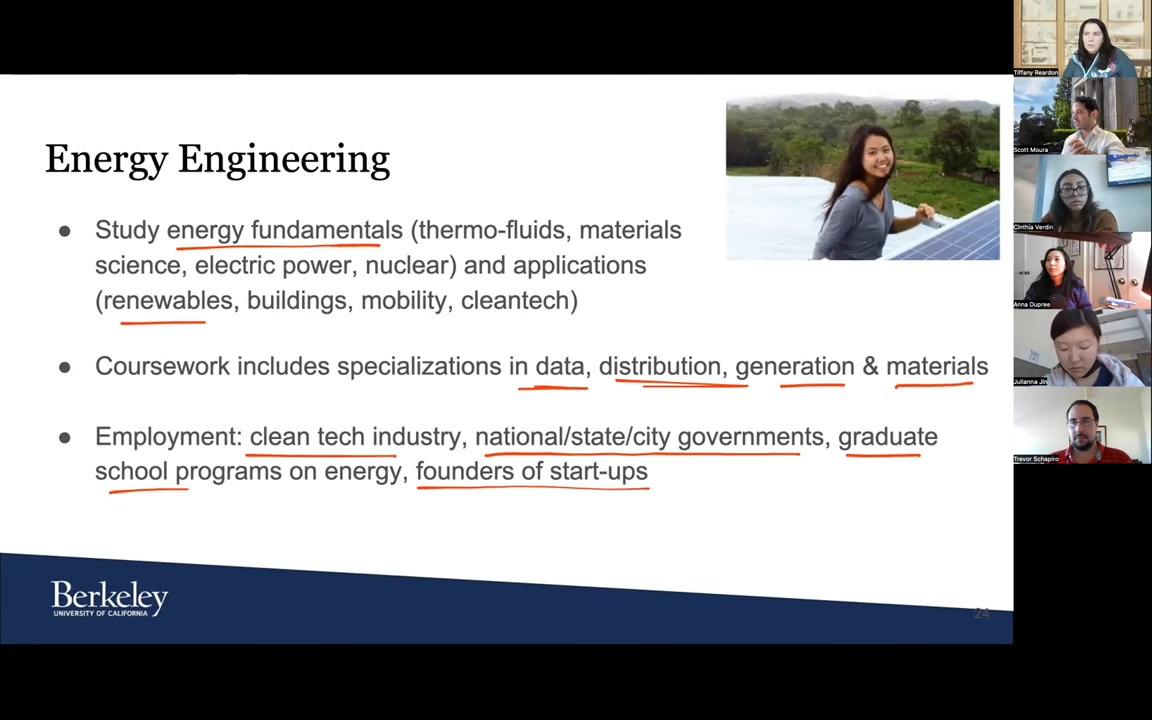 Energy Engineering
● Study energy fundamentals (thermo-fluids, materials
science, electric power, nuclear) and applications
(renewables, buildings, mobility, cleantech)
● Coursework includes specializations in data, distribution, generation & materials
● Employment: clean tech industry, national/state/city governments, graduate
school programs on energy, founders of start-ups
Berkeley
UNIVERSITY OF CALIFORNIA
24
Tiffany Reardon
Scott Moura
Cinthia Verdin
Anna Dupree
Julianna Jin
Trevor Schapiro